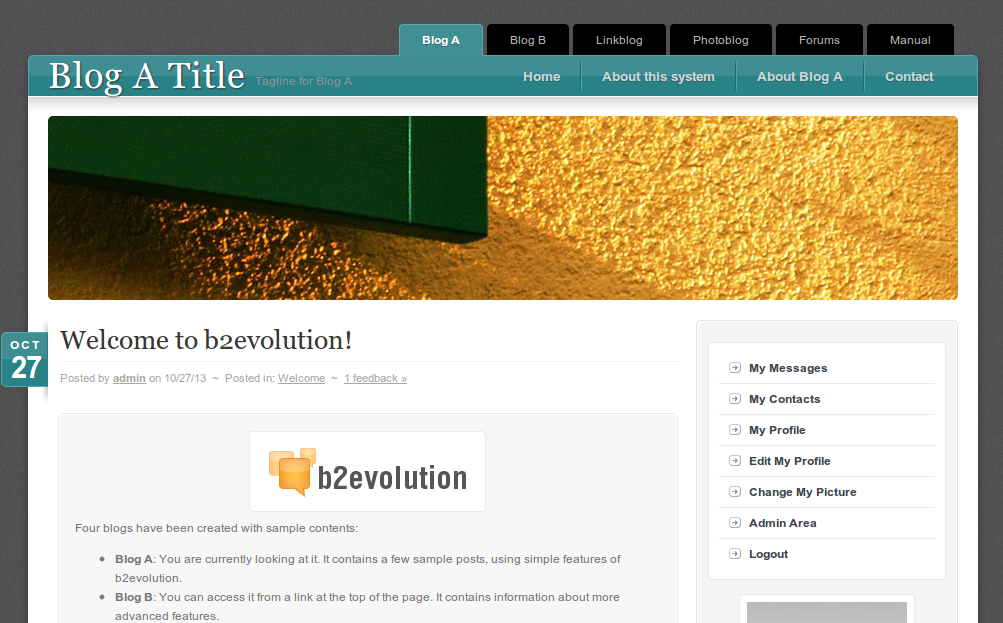 Blog A
Blog B
Linkblog
Photoblog
Forums
Manual
Blog A Title
Tagline for Blog A
Home
About this system
About Blog A
Contact
OCT
27
Welcome to b2evolution!
Posted by admin on 10/27/13 ~ Posted in: Welcome ~ 1 feedback »
b2evolution
Four blogs have been created with sample contents:
• Blog A: You are currently looking at it. It contains a few sample posts, using simple features of
b2evolution.
• Blog B: You can access it from a link at the top of the page. It contains information about more
advanced features.
My Messages
My Contacts
My Profile
Edit My Profile
Change My Picture
Admin Area
Logout